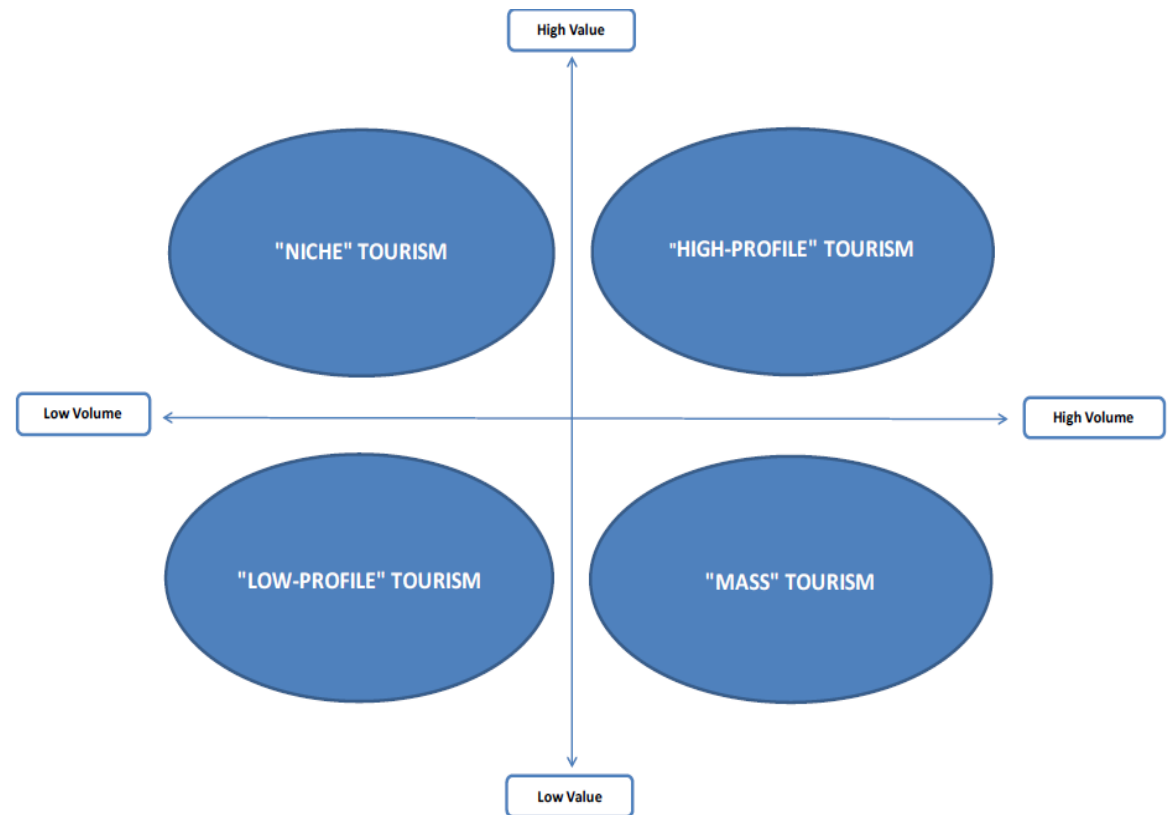 High Value
"NICHE" TOURISM
"HIGH-PROFILE" TOURISM
Low Volume
High Volume
"LOW-PROFILE" TOURISM
"MASS" TOURISM
Low Value